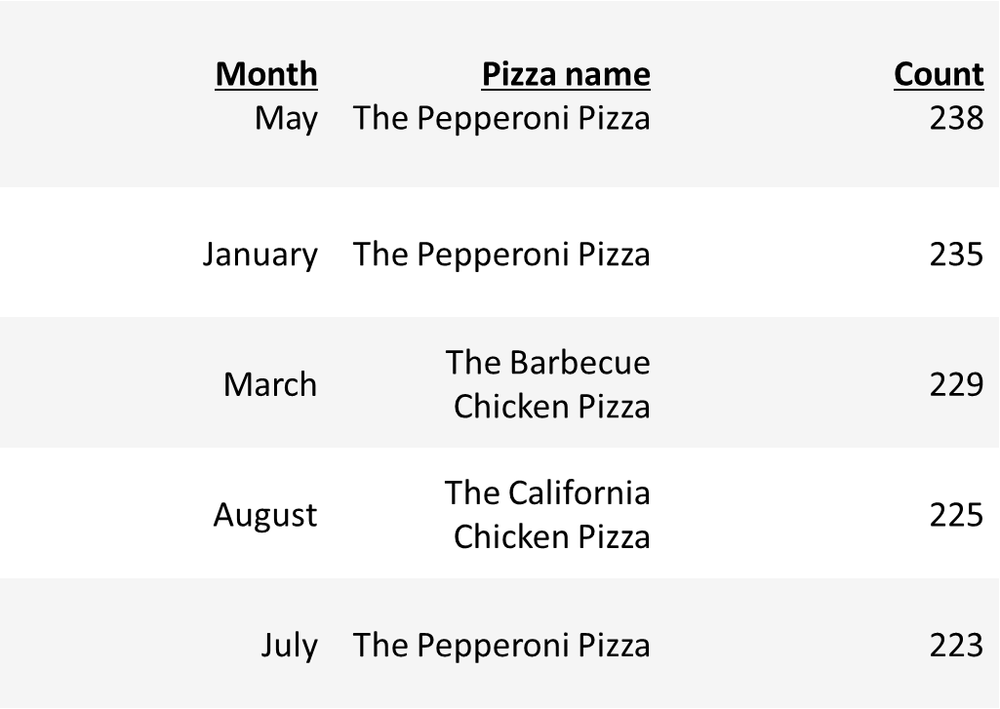 Month Pizza name Count
May The Pepperoni Pizza 238
January The Pepperoni Pizza 235
The Barbecue
March 229
Chicken Pizza
The California
August 225
Chicken Pizza
July The Pepperoni Pizza 223